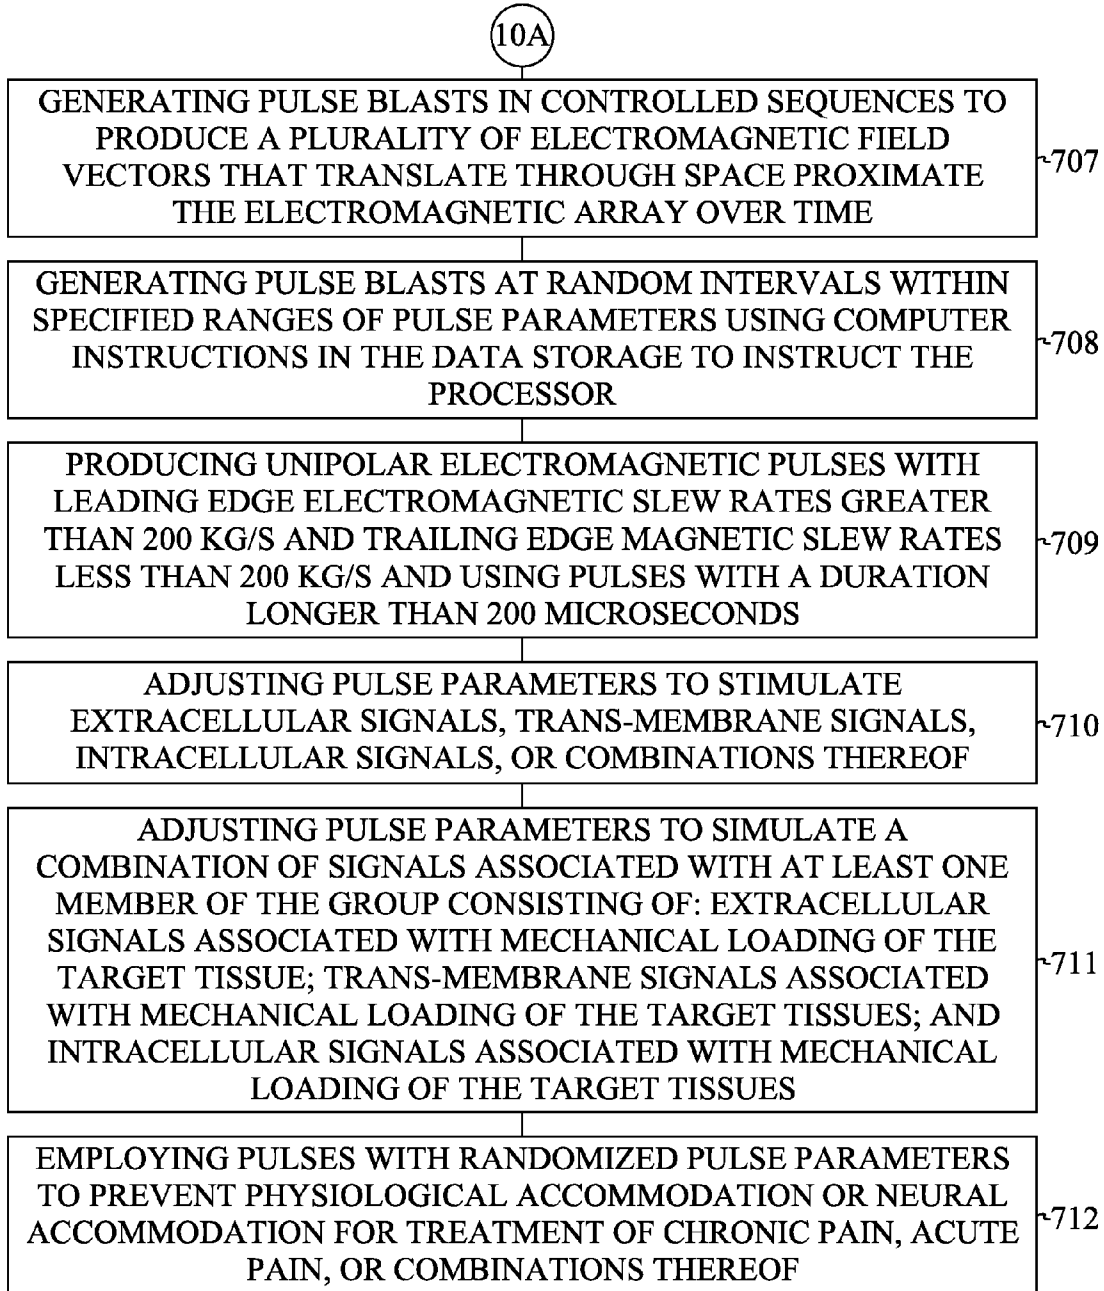 10A
GENERATING PULSE BLASTS IN CONTROLLED SEQUENCES TO
PRODUCE A PLURALITY OF ELECTROMAGNETIC FIELD
VECTORS THAT TRANSLATE THROUGH SPACE PROXIMATE
THE ELECTROMAGNETIC ARRAY OVER TIME
707
GENERATING PULSE BLASTS AT RANDOM INTERVALS WITHIN
SPECIFIED RANGES OF PULSE PARAMETERS USING COMPUTER
INSTRUCTIONS IN THE DATA STORAGE TO INSTRUCT THE
PROCESSOR
708
PRODUCING UNIPOLAR ELECTROMAGNETIC PULSES WITH
LEADING EDGE ELECTROMAGNETIC SLEW RATES GREATER
THAN 200 KG/S AND TRAILING EDGE MAGNETIC SLEW RATES
LESS THAN 200 KG/S AND USING PULSES WITH A DURATION
LONGER THAN 200 MICROSECONDS
709
ADJUSTING PULSE PARAMETERS TO STIMULATE
EXTRACELLULAR SIGNALS, TRANS-MEMBRANE SIGNALS,
INTRACELLULAR SIGNALS, OR COMBINATIONS THEREOF
710
ADJUSTING PULSE PARAMETERS TO SIMULATE A
COMBINATION OF SIGNALS ASSOCIATED WITH AT LEAST ONE
MEMBER OF THE GROUP CONSISTING OF: EXTRACELLULAR
SIGNALS ASSOCIATED WITH MECHANICAL LOADING OF THE
TARGET TISSUE; TRANS-MEMBRANE SIGNALS ASSOCIATED
WITH MECHANICAL LOADING OF THE TARGET TISSUES; AND
INTRACELLULAR SIGNALS ASSOCIATED WITH MECHANICAL
LOADING OF THE TARGET TISSUES
711
EMPLOYING PULSES WITH RANDOMIZED PULSE PARAMETERS
TO PREVENT PHYSIOLOGICAL ACCOMMODATION OR NEURAL
ACCOMMODATION FOR TREATMENT OF CHRONIC PAIN, ACUTE
PAIN, OR COMBINATIONS THEREOF
712